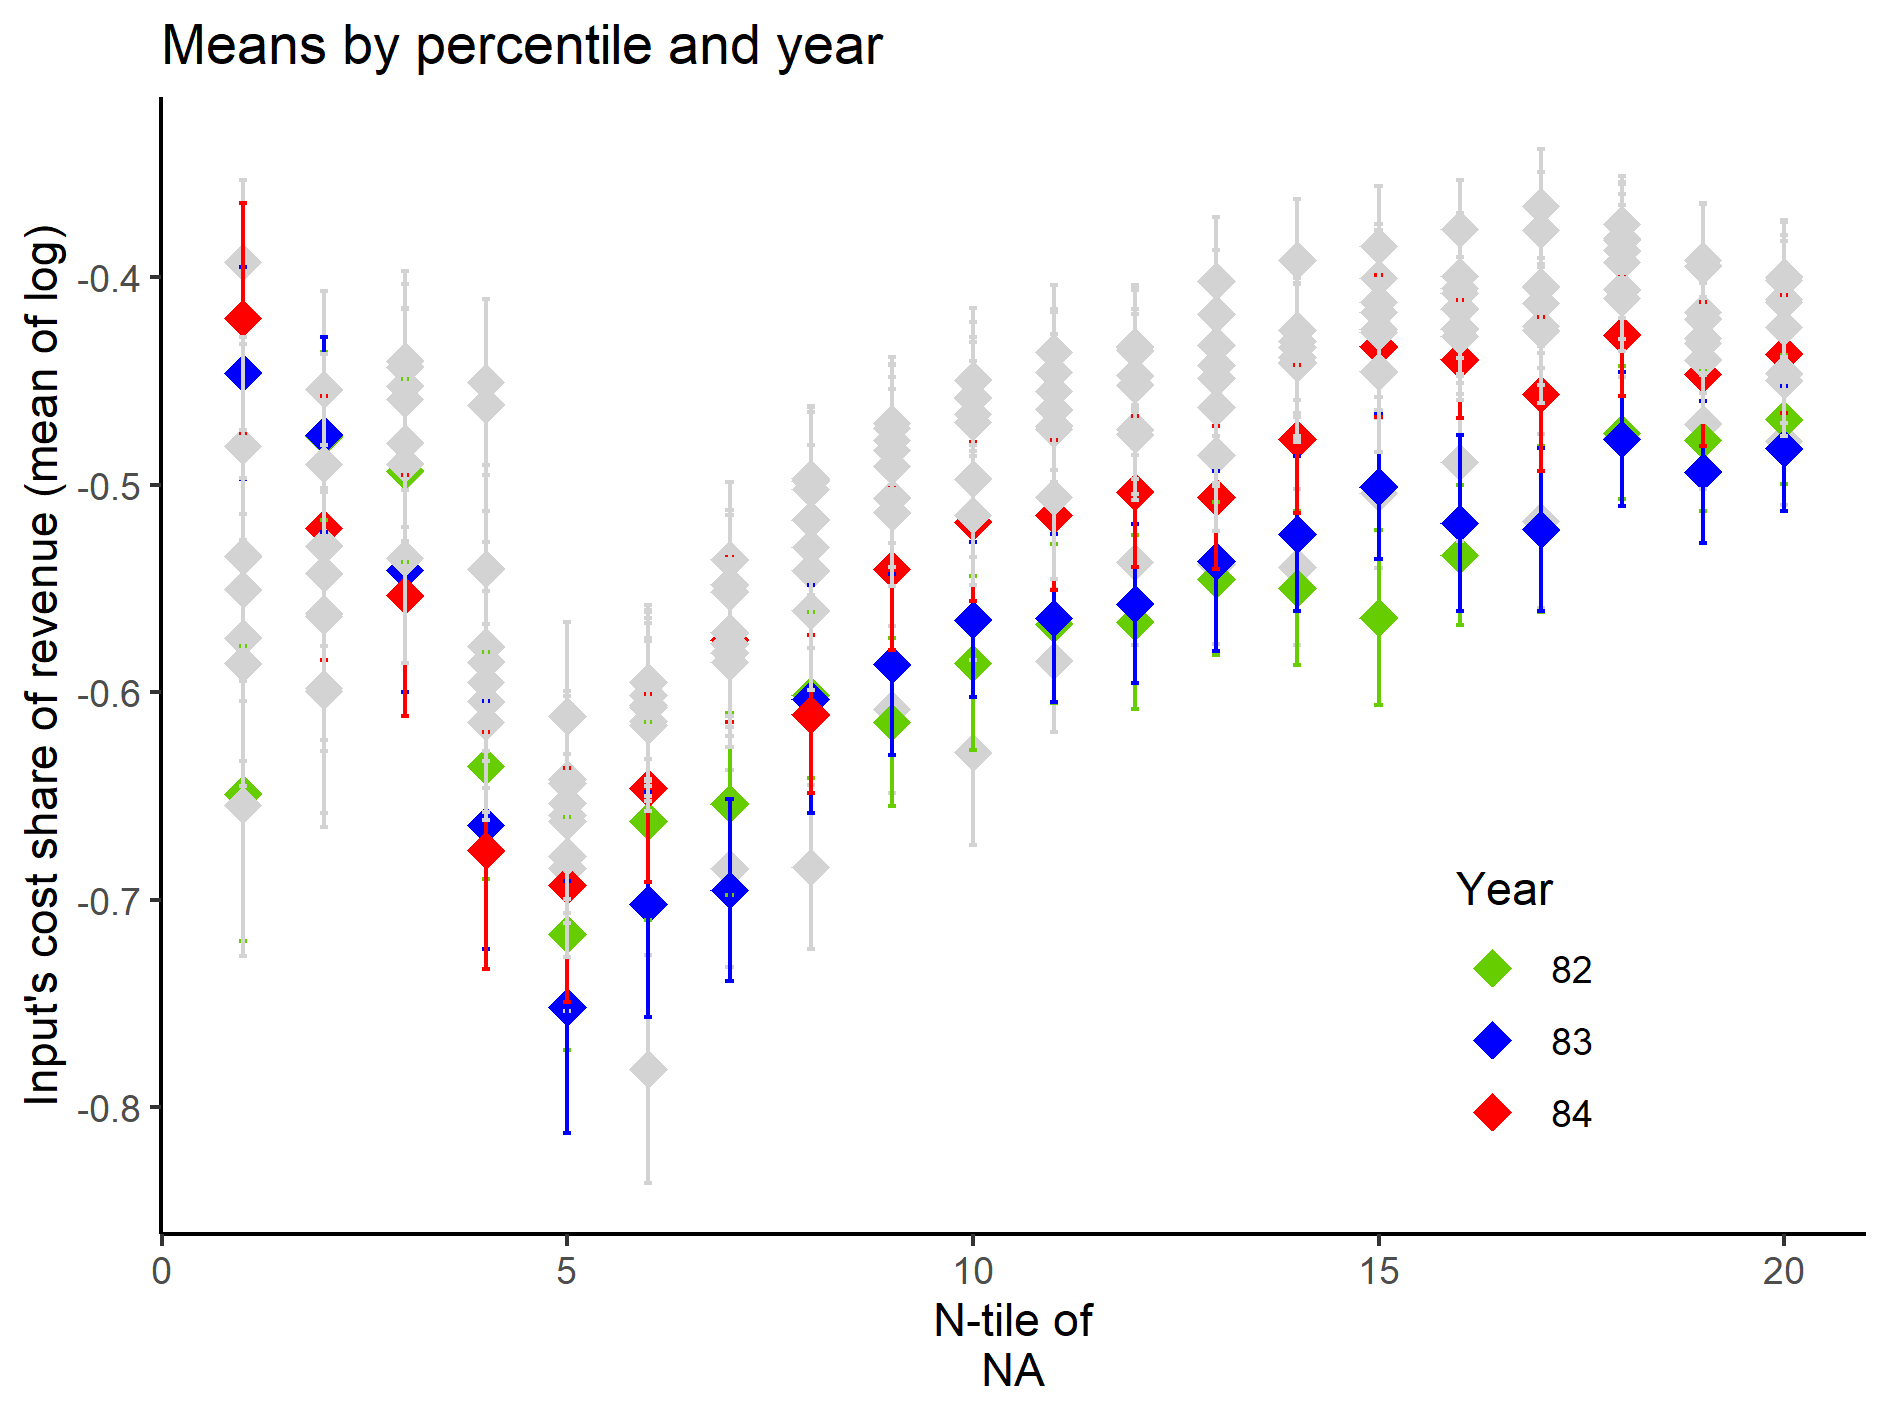 Means by percentile and year
Input's cost share of revenue (mean of log)
-0.4
-0.5
-0.6
-0.7
-0.8
0
5
10
15
20
N-tile of
NA
Year
82
83
84